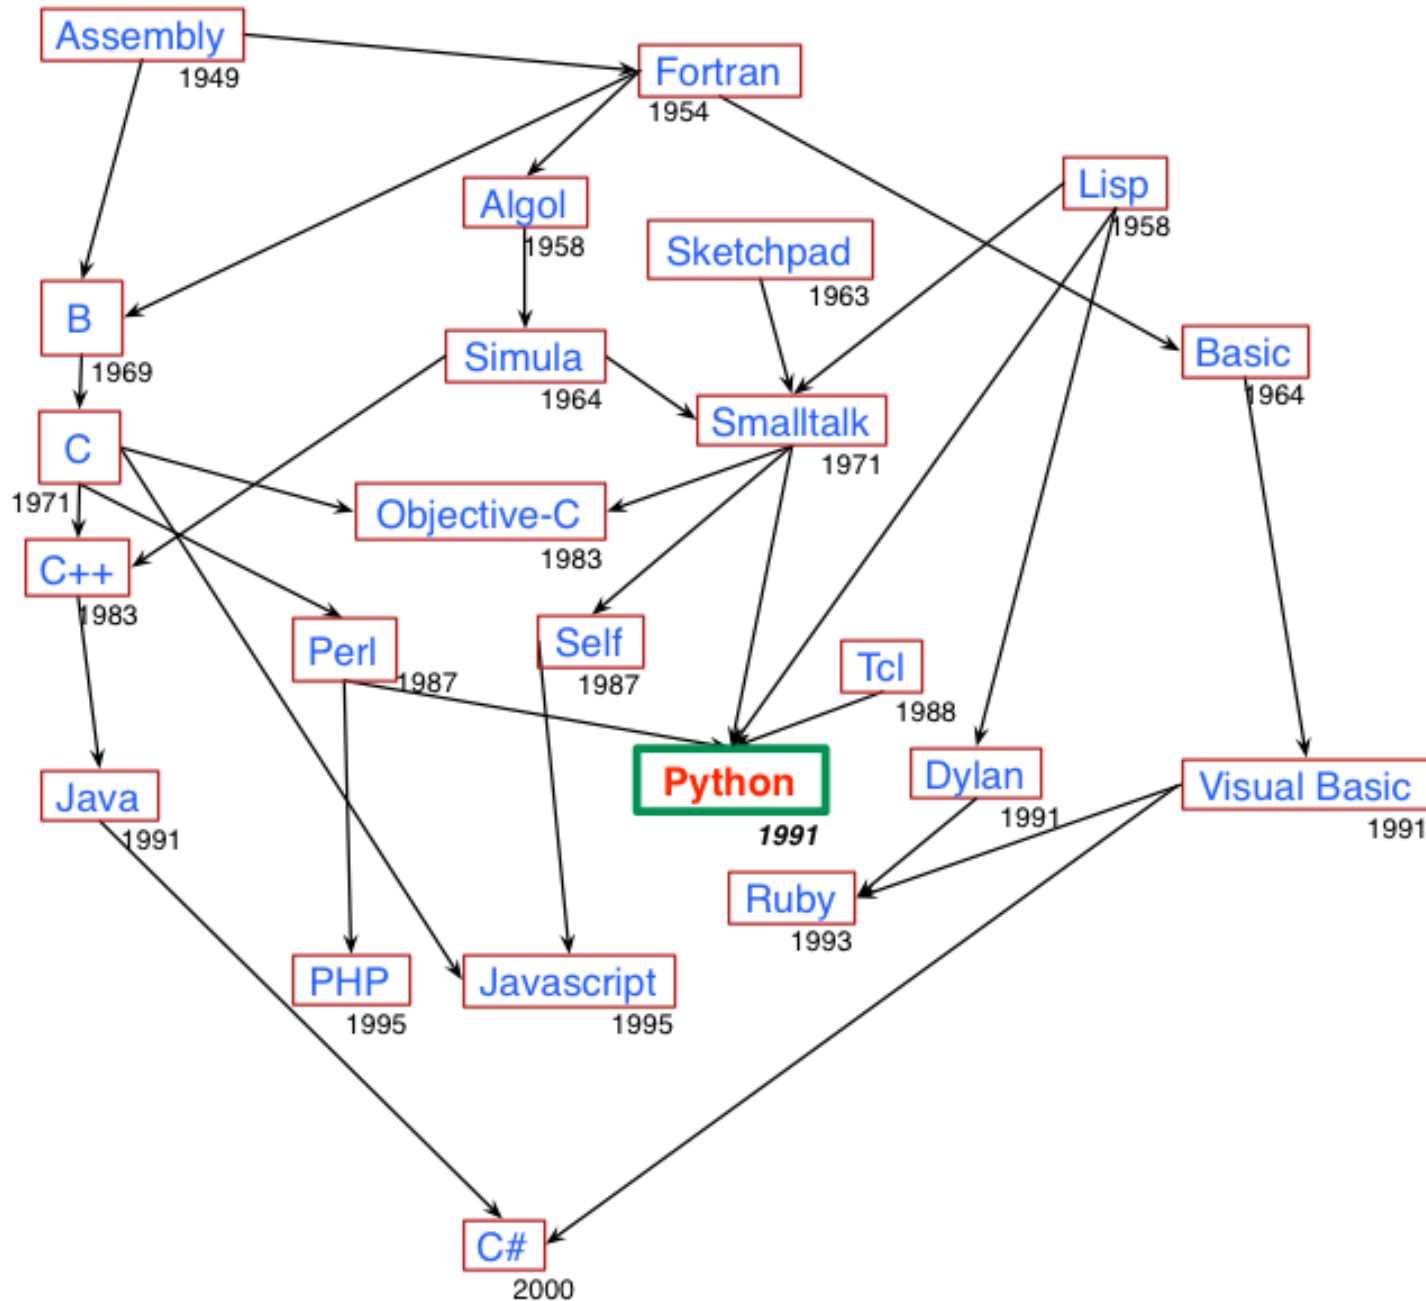 Assembly
1949
Fortran
1954
Lisp
1958
Algol
1958
Sketchpad
1963
B
1969
Simula
1964
Basic
1964
Smalltalk
1971
C
1971
Objective-C
1983
C++
1983
Perl
1987
Self
1987
Tcl
1988
Python
1991
Dylan
1991
Visual Basic
1991
Java
1991
Ruby
1993
PHP
1995
Javascript
1995
C#
2000